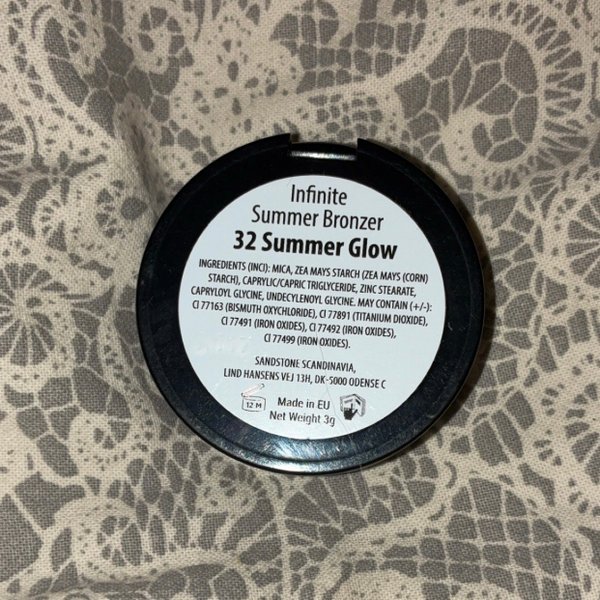 Infinite
Summer Bronzer
32 Summer Glow
INGREDIENTS (INCI): MICA, ZEA MAYS STARCH (ZEA MAYS (CORN)
STARCH), CAPRYLIC/CAPRIC TRIGLYCERIDE, ZINC STEARATE,
CAPRYLOYL GLYCINE, UNDECYLENOYL GLYCINE. MAY CONTAIN (+/-):
CI 77163 (BISMUTH OXYCHLORIDE), CI 77891 (TITANIUM DIOXIDE),
CI 77491 (IRON OXIDES), CI 77492 (IRON OXIDES),
CI 77499 (IRON OXIDES).
SANDSTONE SCANDINAVIA,
LIND HANSENS VEJ 13H, DK-5000 ODENSE C
12 M
Made in EU
Net Weight 3g